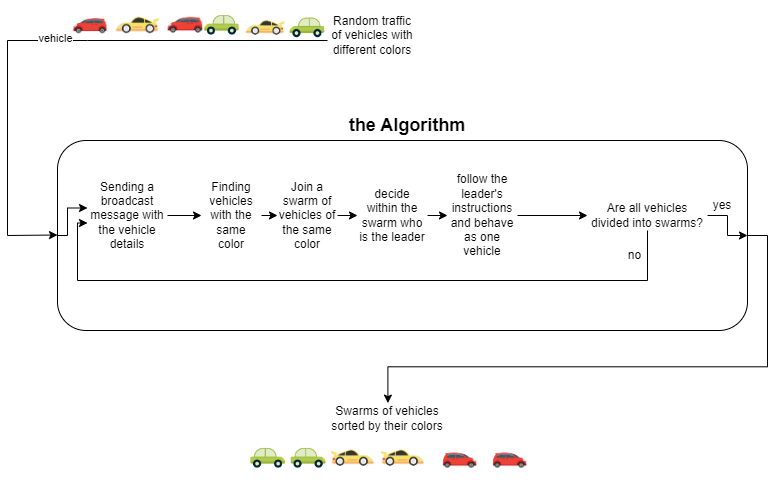 Random traffic
of vehicles with
different colors
vehicle
the Algorithm
Sending a
broadcast
message with
the vehicle
details
Finding
vehicles
with the
same
color
Join a
swarm of
vehicles of
the same
color
decide
within the
swarm who
is the leader
follow the
leader's
instructions
and behave
as one
vehicle
Are all vehicles
divided into swarms?
yes
no
Swarms of vehicles
sorted by their colors